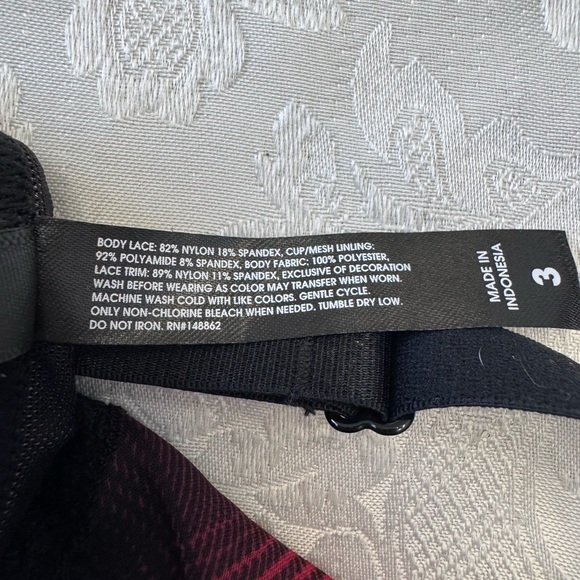 BODY LACE: 82% NYLON 18% SPANDEX, CUP/MESH LINLING:
92% POLYAMIDE 8% SPANDEX, BODY FABRIC: 100% POLYESTER,
LACE TRIM: 89% NYLON 11% SPANDEX, EXCLUSIVE OF DECORATION
WASH BEFORE WEARING AS COLOR MAY TRANSFER WHEN WORN.
MACHINE WASH COLD WITH LIKE COLORS. GENTLE CYCLE.
ONLY NON-CHLORINE BLEACH WHEN NEEDED. TUMBLE DRY LOW.
DO NOT IRON. RN#148862
MADE IN
INDONESIA
3